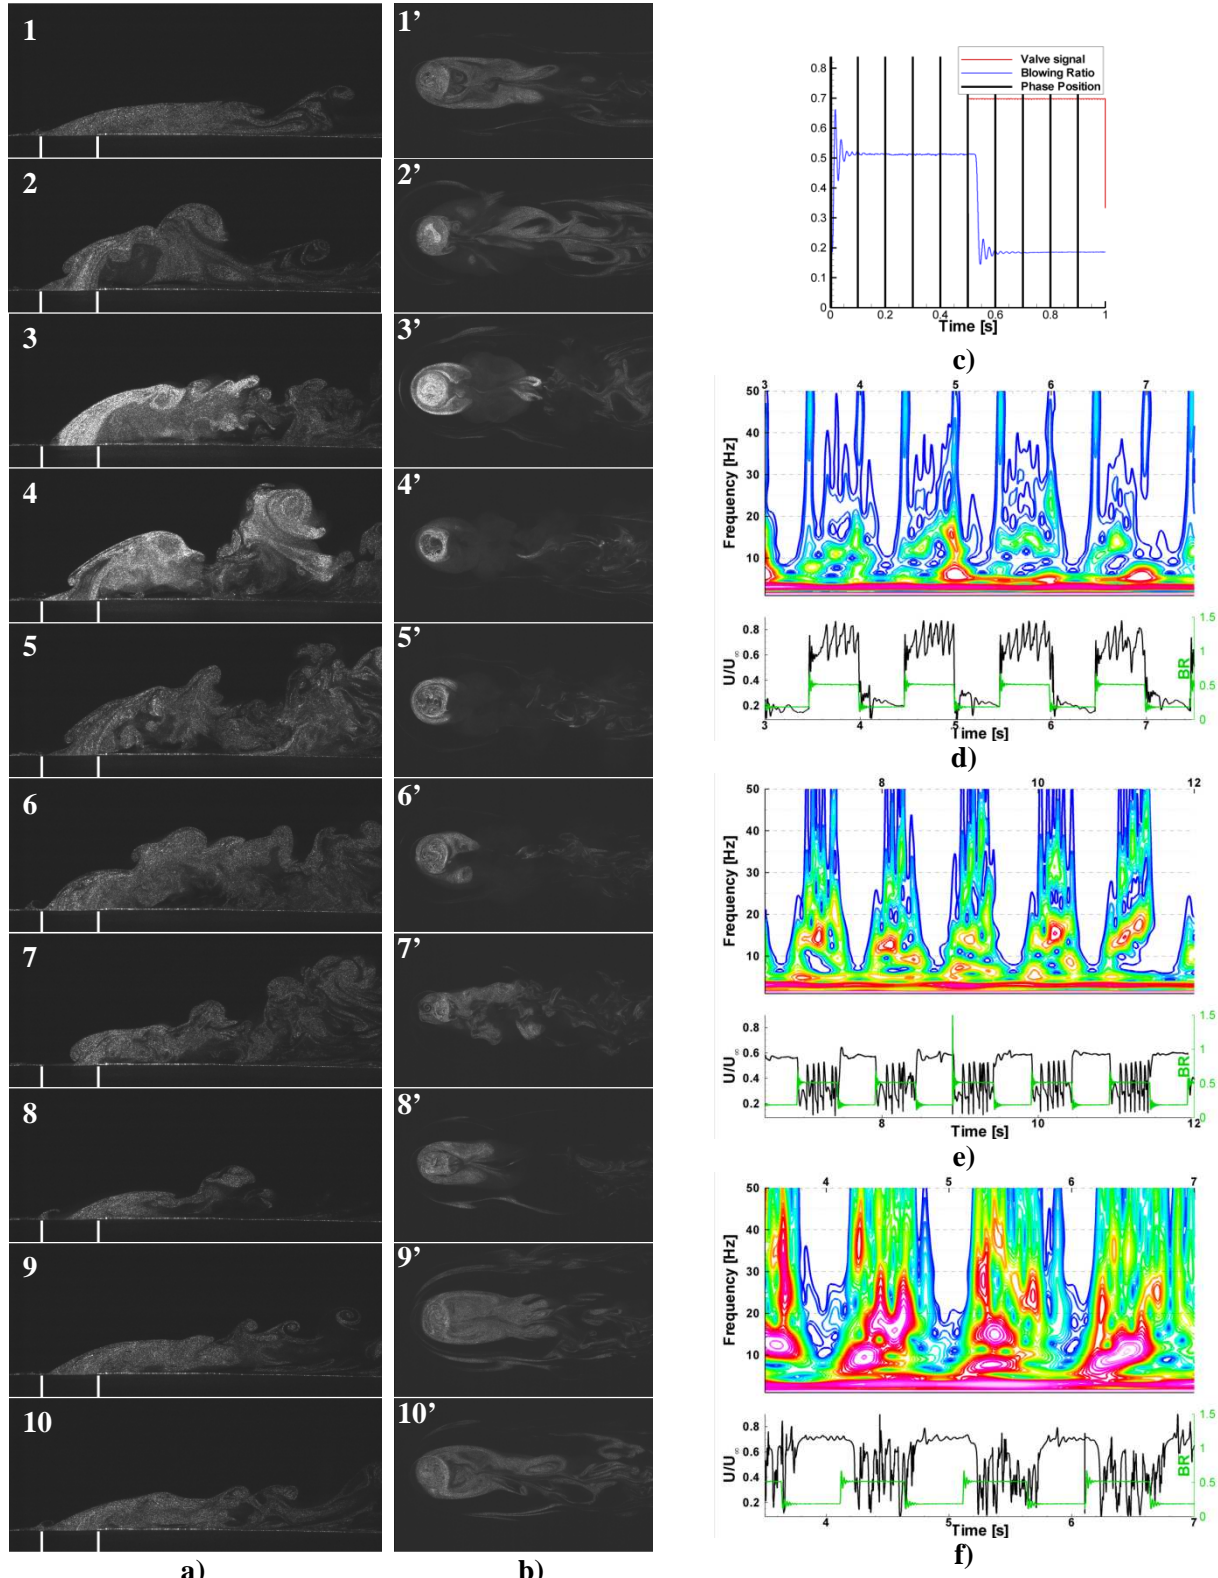 1
2
3
4
5
6
7
8
9
10
a)
1’
2’
3’
4’
5’
6’
7’
8’
9’
10’
b)
Valve signal
Blowing Ratio
Phase Position
0.8
0.7
0.6
0.5
0.4
0.3
0.2
0.1
0
0 0.2 0.4 0.6 0.8 1
Time [s]
c)
3 4 5 6 7
50
40
30
20
10
Frequency [Hz]
0.8
0.6
0.4
0.2
U/U∞
1.5
1
0.5
0
BR
3 4 5 6 7
Time [s]
d)
8 10 12
50
40
30
20
10
Frequency [Hz]
0.8
0.6
0.4
0.2
U/U∞
1.5
1
0.5
0
BR
8 10 12
Time [s]
e)
4 5 6 7
50
40
30
20
10
Frequency [Hz]
0.8
0.6
0.4
0.2
U/U∞
1.5
1
0.5
0
BR
4 5 6 7
Time [s]
f)